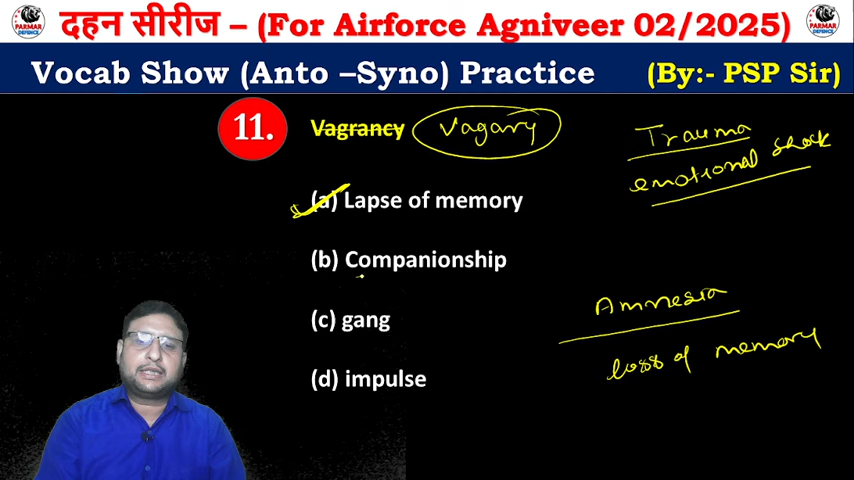 दहन सीरीज – (For Airforce Agniveer 02/2025)
PARMAR DEFENCE
PARMAR DEFENCE
Vocab Show (Anto –Syno) Practice (By:- PSP Sir)
11. Vagrancy Vagary
Trauma
emotional shock
(a) Lapse of memory
(b) Companionship
Amnesia
(c) gang
loss of memory
(d) impulse